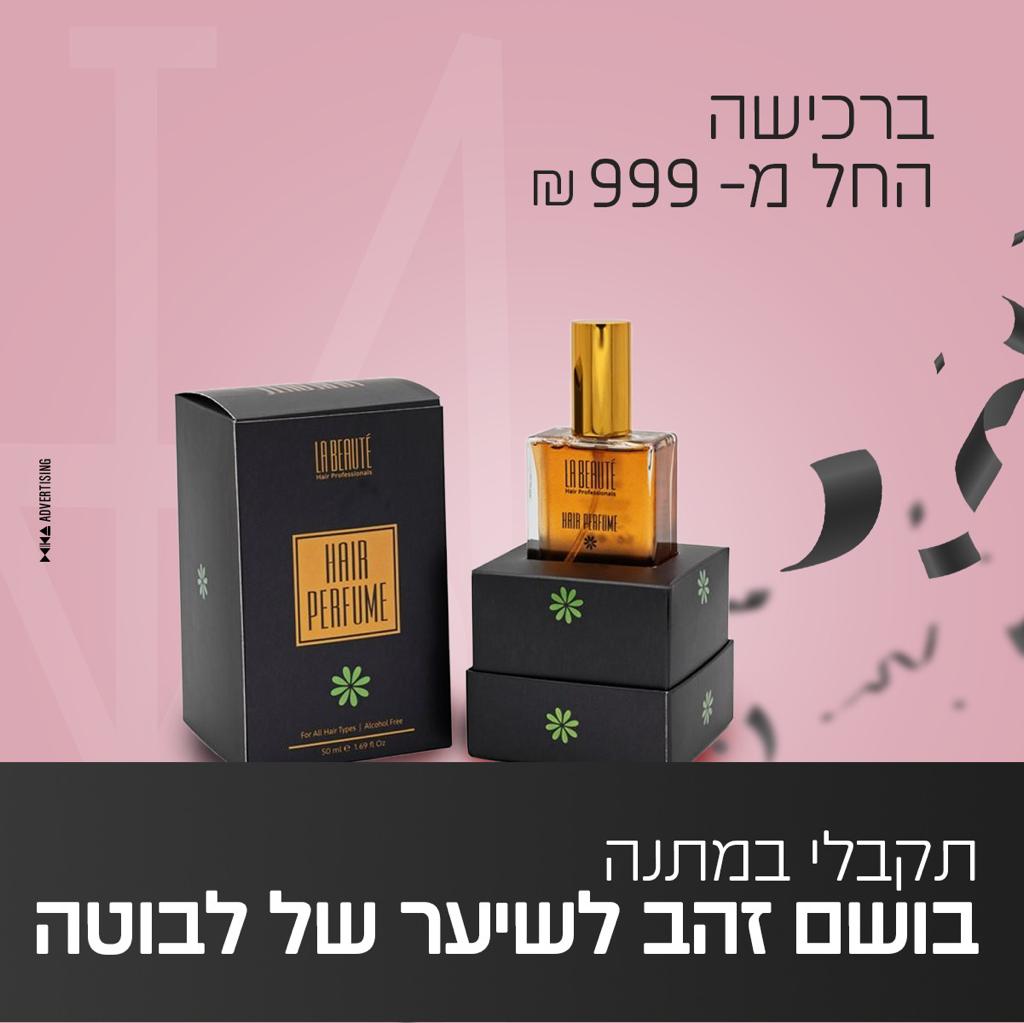 ברכישה
החל מ- 999 ₪
LA BEAUTÉ
Hair Professionals
HAIR
PERFUME
For All Hair Types | Alcohol Free
50 ml e 1.69 fl Oz
LA BEAUTÉ
Hair Professionals
HAIR PERFUME
MIKA ADVERTISING
תקבלי במתנה
בושם זהב לשיער של לבוטה